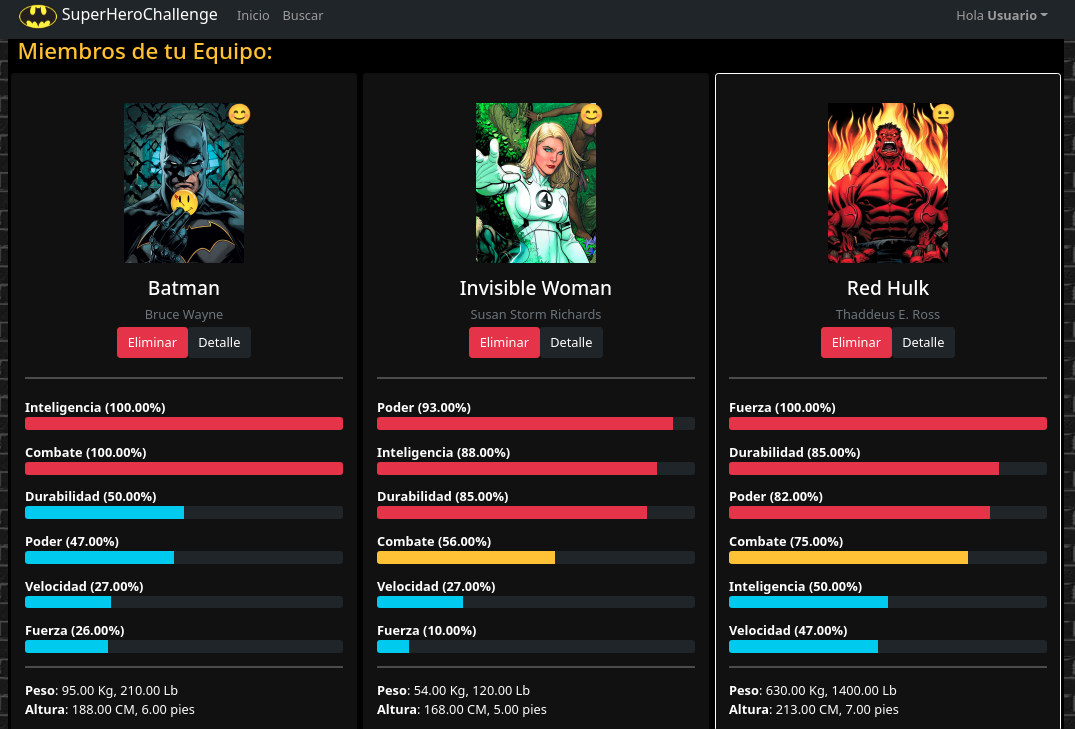 SuperHeroChallenge Inicio Buscar Hola Usuario
Miembros de tu Equipo:
Batman
Bruce Wayne
Eliminar Detalle
Inteligencia (100.00%)
Combate (100.00%)
Durabilidad (50.00%)
Poder (47.00%)
Velocidad (27.00%)
Fuerza (26.00%)
Peso: 95.00 Kg, 210.00 Lb
Altura: 188.00 CM, 6.00 pies
Invisible Woman
Susan Storm Richards
Eliminar Detalle
Poder (93.00%)
Inteligencia (88.00%)
Durabilidad (85.00%)
Combate (56.00%)
Velocidad (27.00%)
Fuerza (10.00%)
Peso: 54.00 Kg, 120.00 Lb
Altura: 168.00 CM, 5.00 pies
Red Hulk
Thaddeus E. Ross
Eliminar Detalle
Fuerza (100.00%)
Durabilidad (85.00%)
Poder (82.00%)
Combate (75.00%)
Inteligencia (50.00%)
Velocidad (47.00%)
Peso: 630.00 Kg, 1400.00 Lb
Altura: 213.00 CM, 7.00 pies